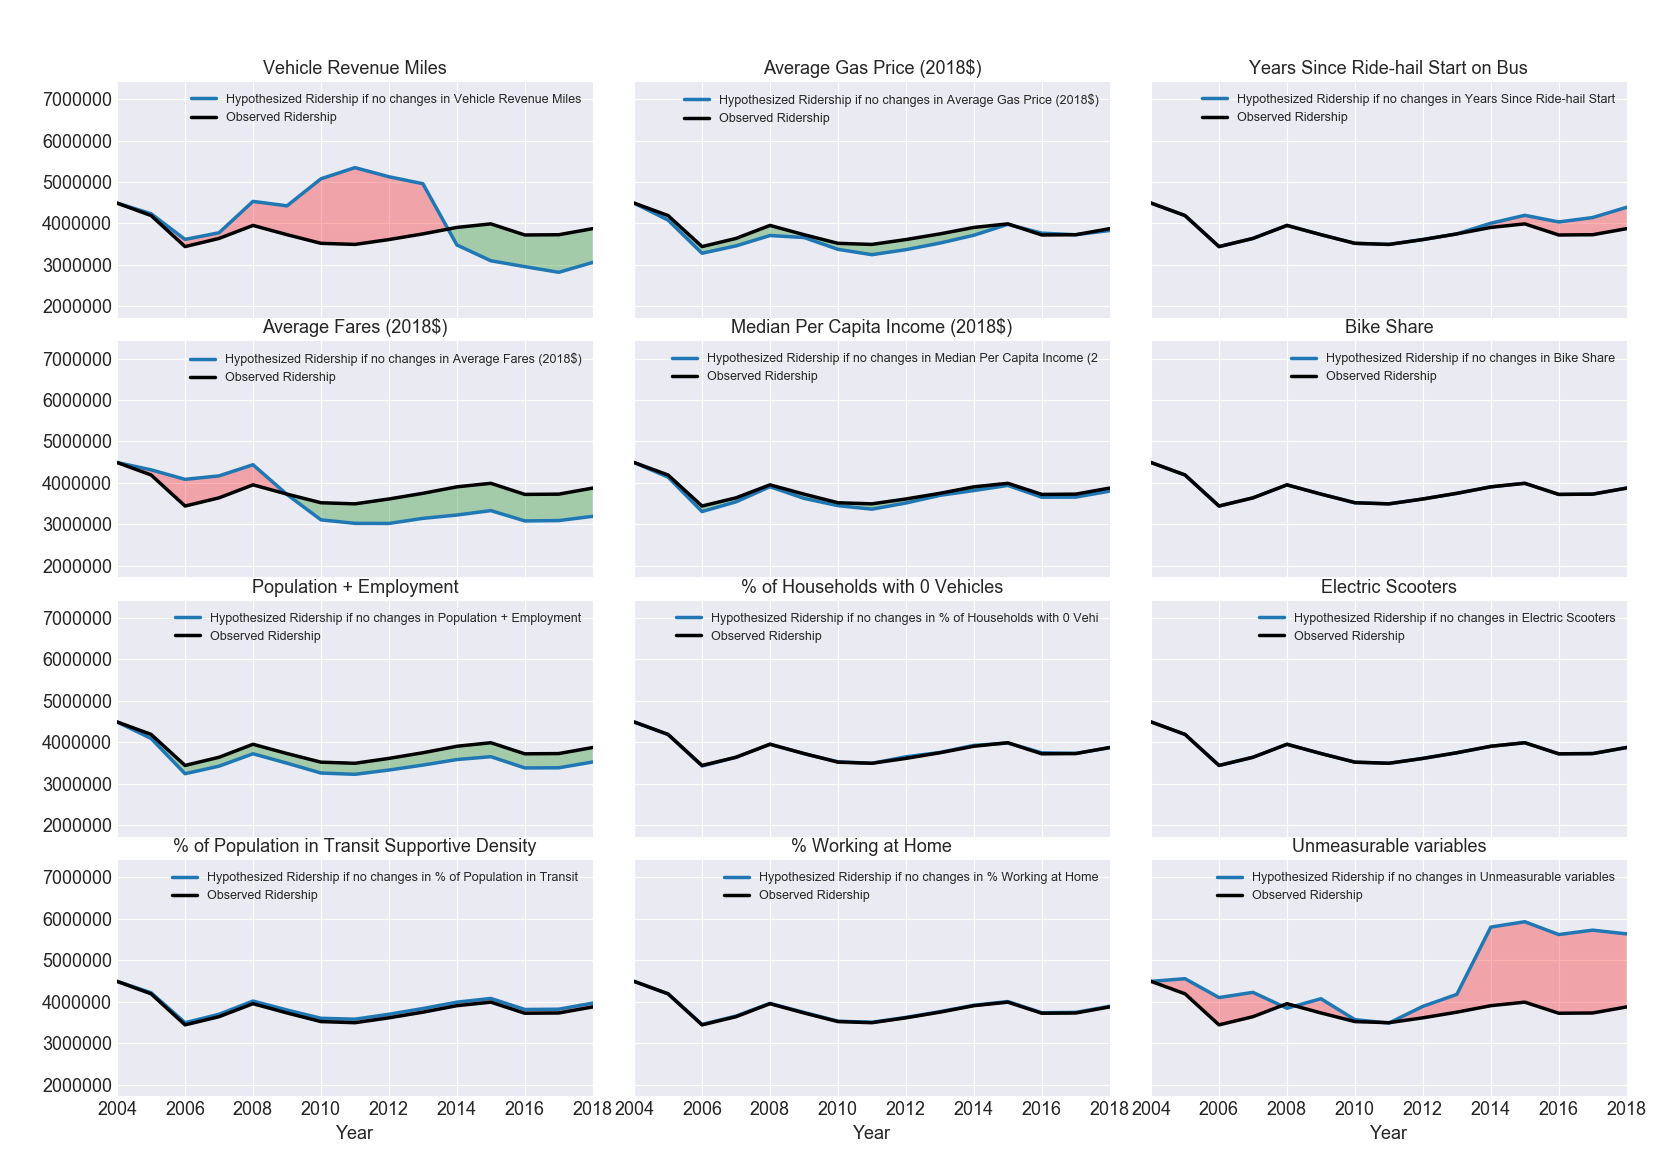 Vehicle Revenue Miles
Hypothesized Ridership if no changes in Vehicle Revenue Miles
Observed Ridership
7000000
6000000
5000000
4000000
3000000
2000000
Average Gas Price (2018$)
Hypothesized Ridership if no changes in Average Gas Price (2018$)
Observed Ridership
Years Since Ride-hail Start on Bus
Hypothesized Ridership if no changes in Years Since Ride-hail Start
Observed Ridership
Average Fares (2018$)
Hypothesized Ridership if no changes in Average Fares (2018$)
Observed Ridership
7000000
6000000
5000000
4000000
3000000
2000000
Median Per Capita Income (2018$)
Hypothesized Ridership if no changes in Median Per Capita Income (2
Observed Ridership
Bike Share
Hypothesized Ridership if no changes in Bike Share
Observed Ridership
Population + Employment
Hypothesized Ridership if no changes in Population + Employment
Observed Ridership
7000000
6000000
5000000
4000000
3000000
2000000
% of Households with 0 Vehicles
Hypothesized Ridership if no changes in % of Households with 0 Vehi
Observed Ridership
Electric Scooters
Hypothesized Ridership if no changes in Electric Scooters
Observed Ridership
% of Population in Transit Supportive Density
Hypothesized Ridership if no changes in % of Population in Transit
Observed Ridership
7000000
6000000
5000000
4000000
3000000
2000000
2004 2006 2008 2010 2012 2014 2016 2018
Year
% Working at Home
Hypothesized Ridership if no changes in % Working at Home
Observed Ridership
2004 2006 2008 2010 2012 2014 2016 2018
Year
Unmeasurable variables
Hypothesized Ridership if no changes in Unmeasurable variables
Observed Ridership
2004 2006 2008 2010 2012 2014 2016 2018
Year